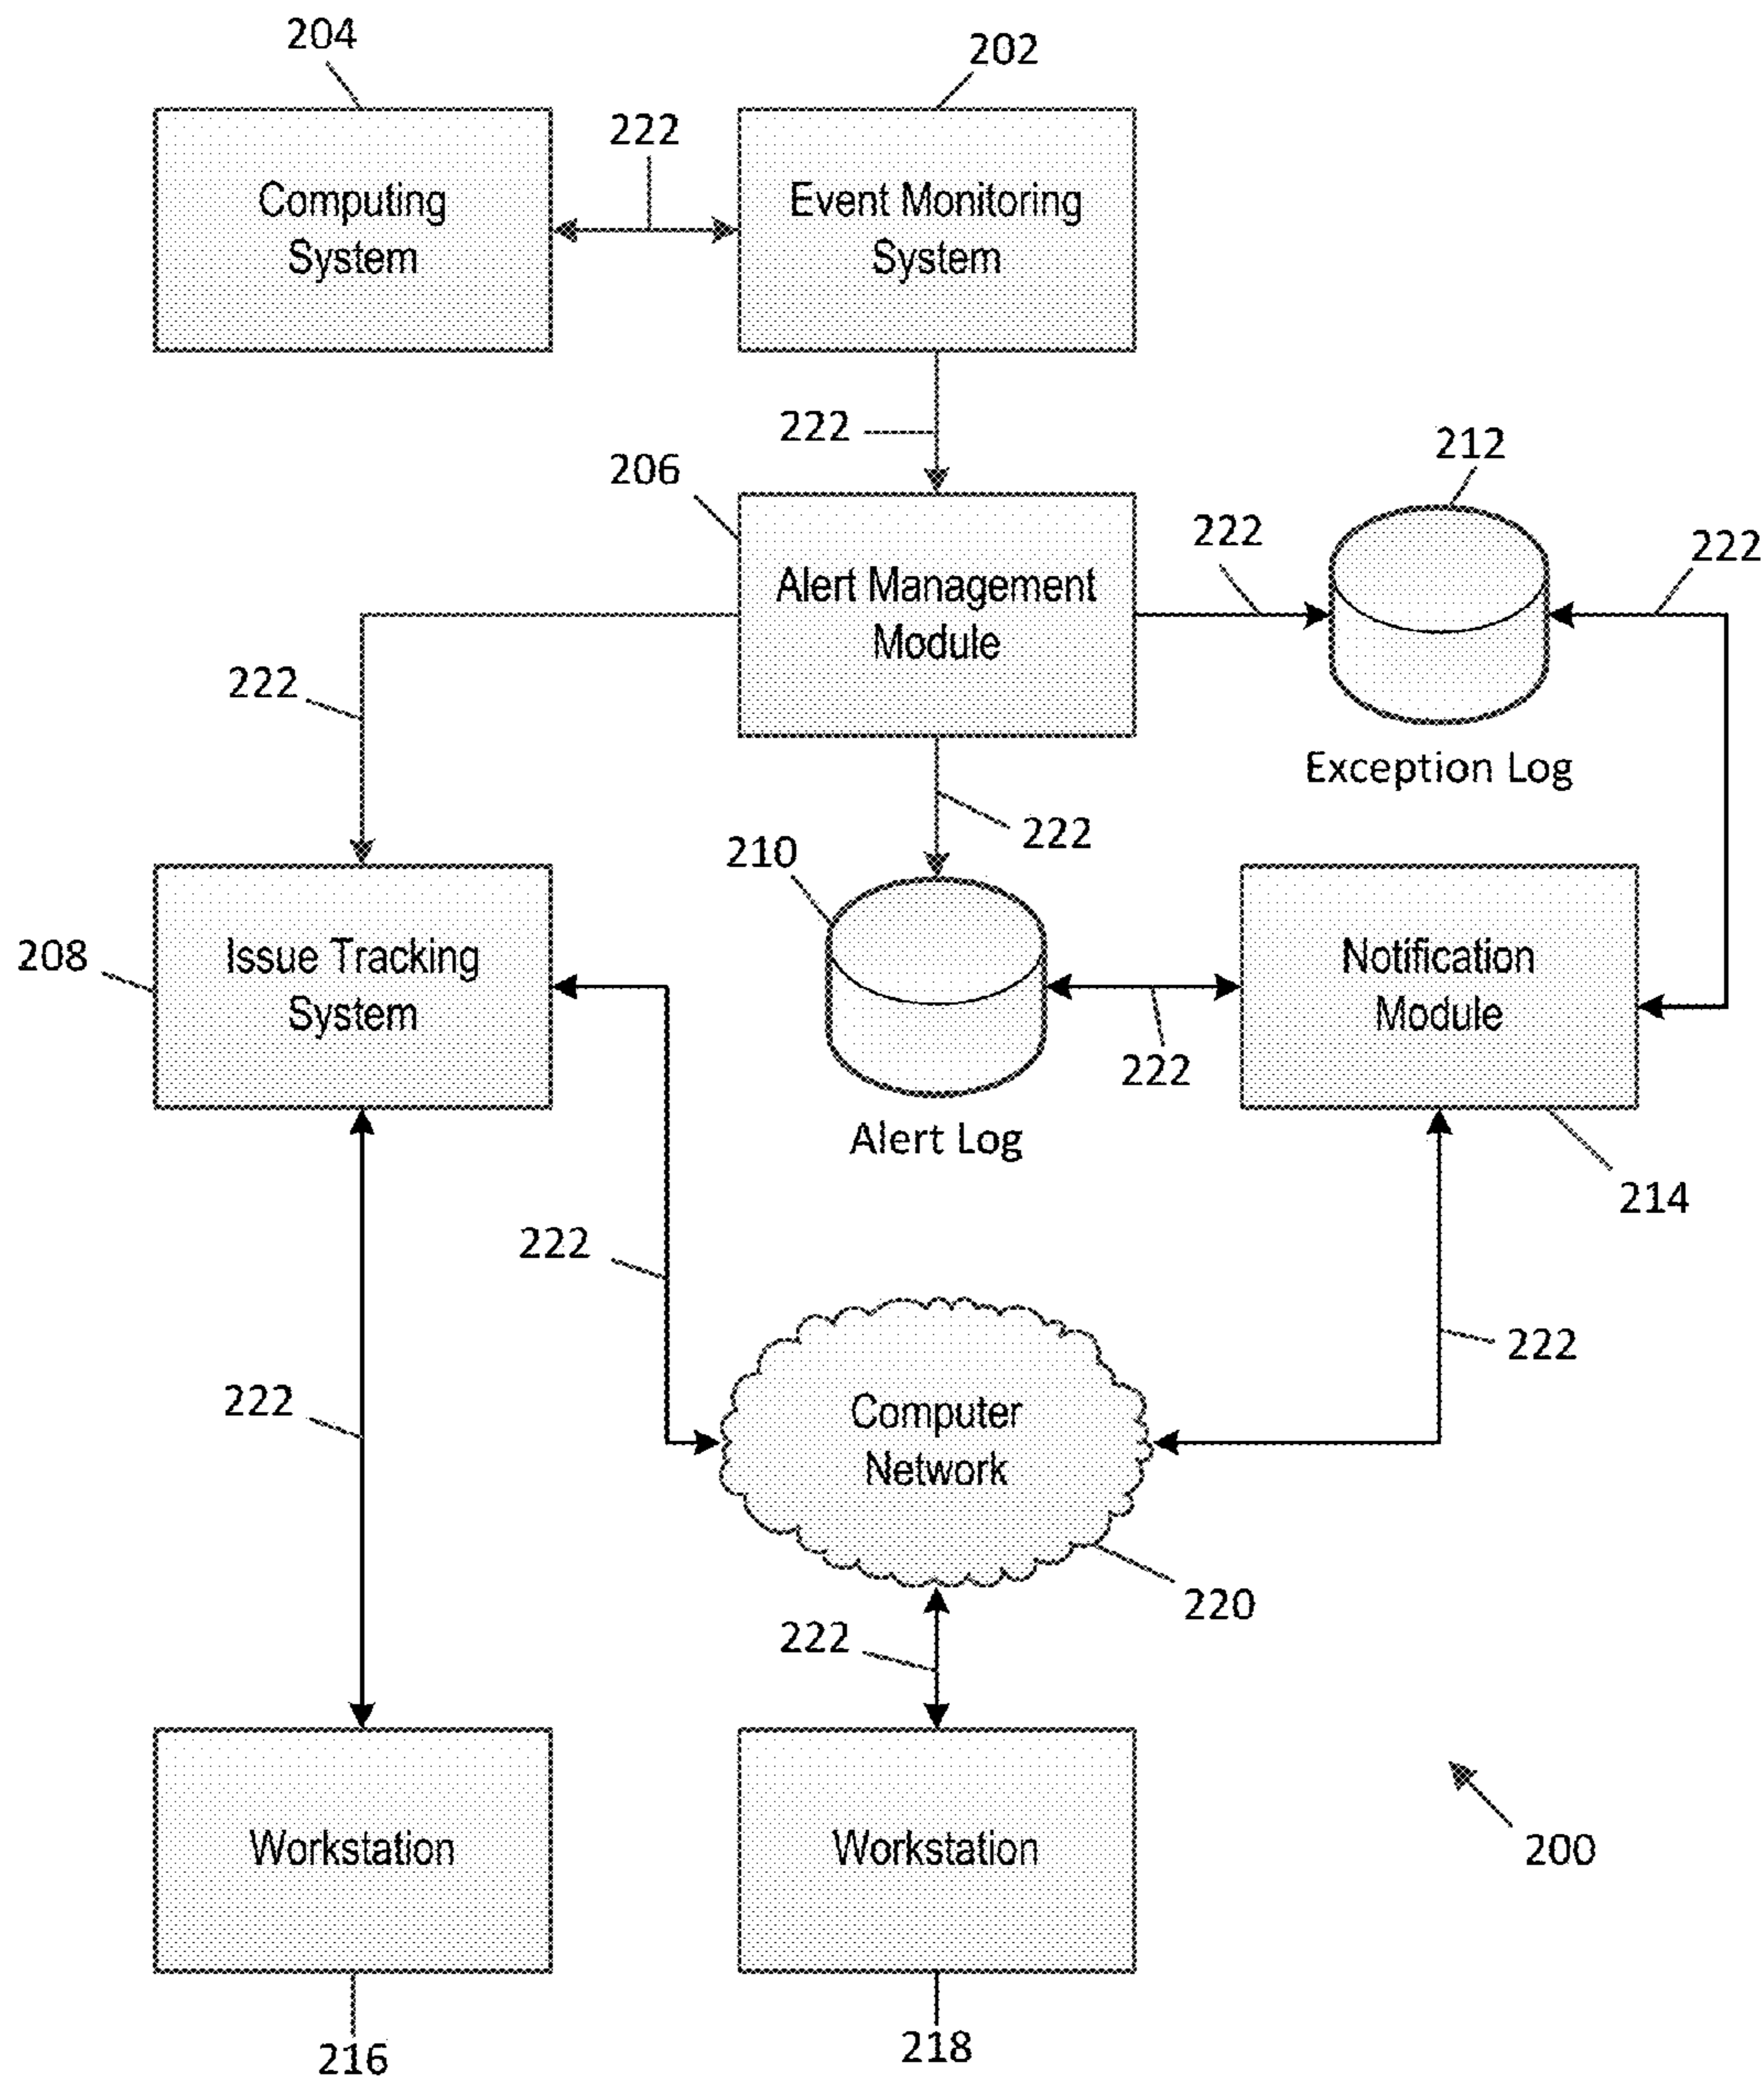 204
202
222
Computing
System
Event Monitoring
System
222
212
206
222
222
Alert Management
Module
222
Exception Log
222
210
208
Issue Tracking
System
Notification
Module
222
Alert Log
214
222
222
222
Computer
Network
220
222
Workstation
Workstation
200
216
218